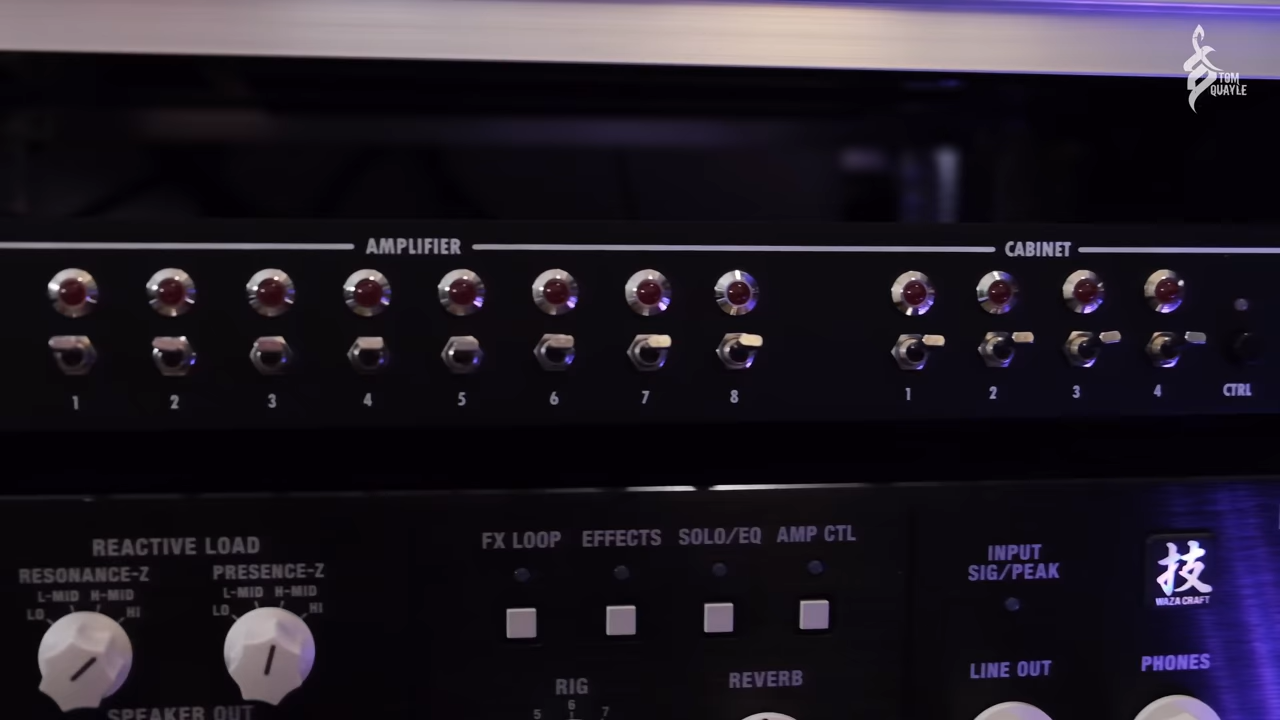 TOM
QUAYLE
AMPLIFIER CABINET
1 2 3 4 5 6 7 8 1 2 3 4 CTRL
REACTIVE LOAD
RESONANCE-Z PRESENCE-Z
L-MID H-MID L-MID H-MID
LO HI LO HI
SPEAKER OUT
FX LOOP EFFECTS SOLO/EQ AMP CTL
RIG
5 6 7
REVERB
INPUT
SIG/PEAK
技
WAZA CRAFT
LINE OUT PHONES